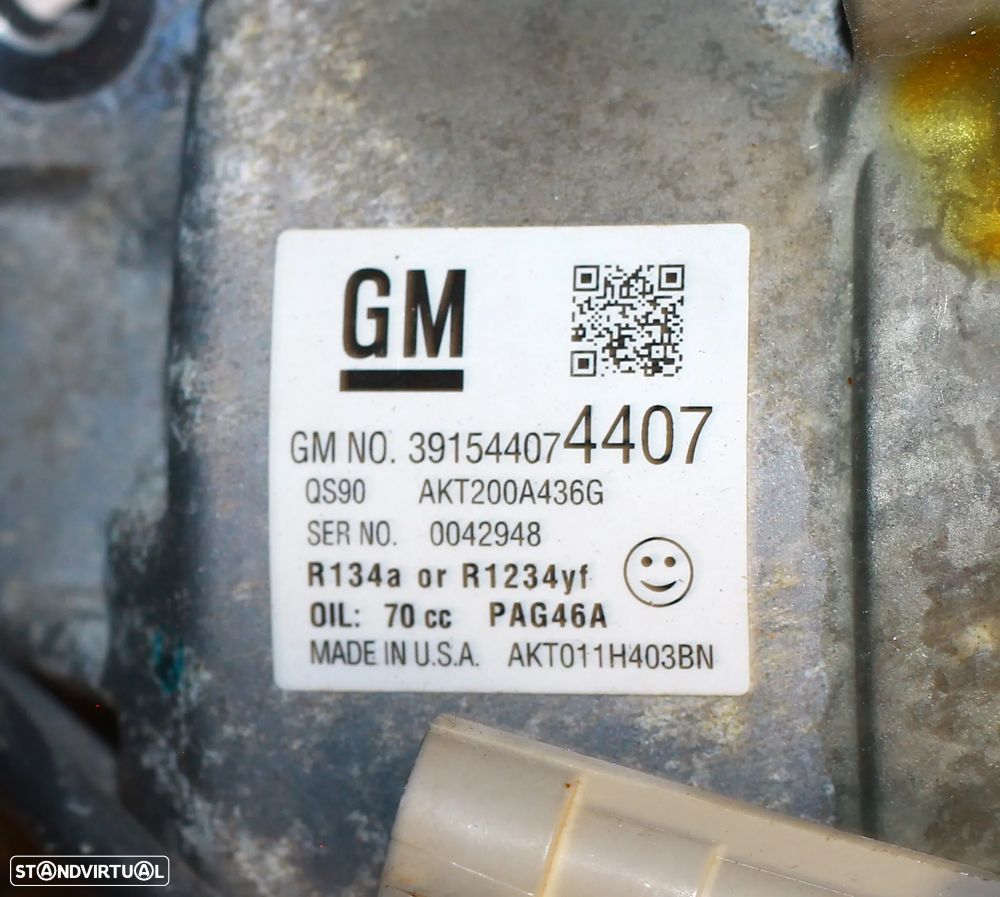 GM
GM NO. 39154407 4407
QS90 AKT200A436G
SER NO. 0042948
R134a or R1234yf
OIL: 70 cc PAG46A
MADE IN U.S.A. AKT011H403BN
STANDVIRTUAL